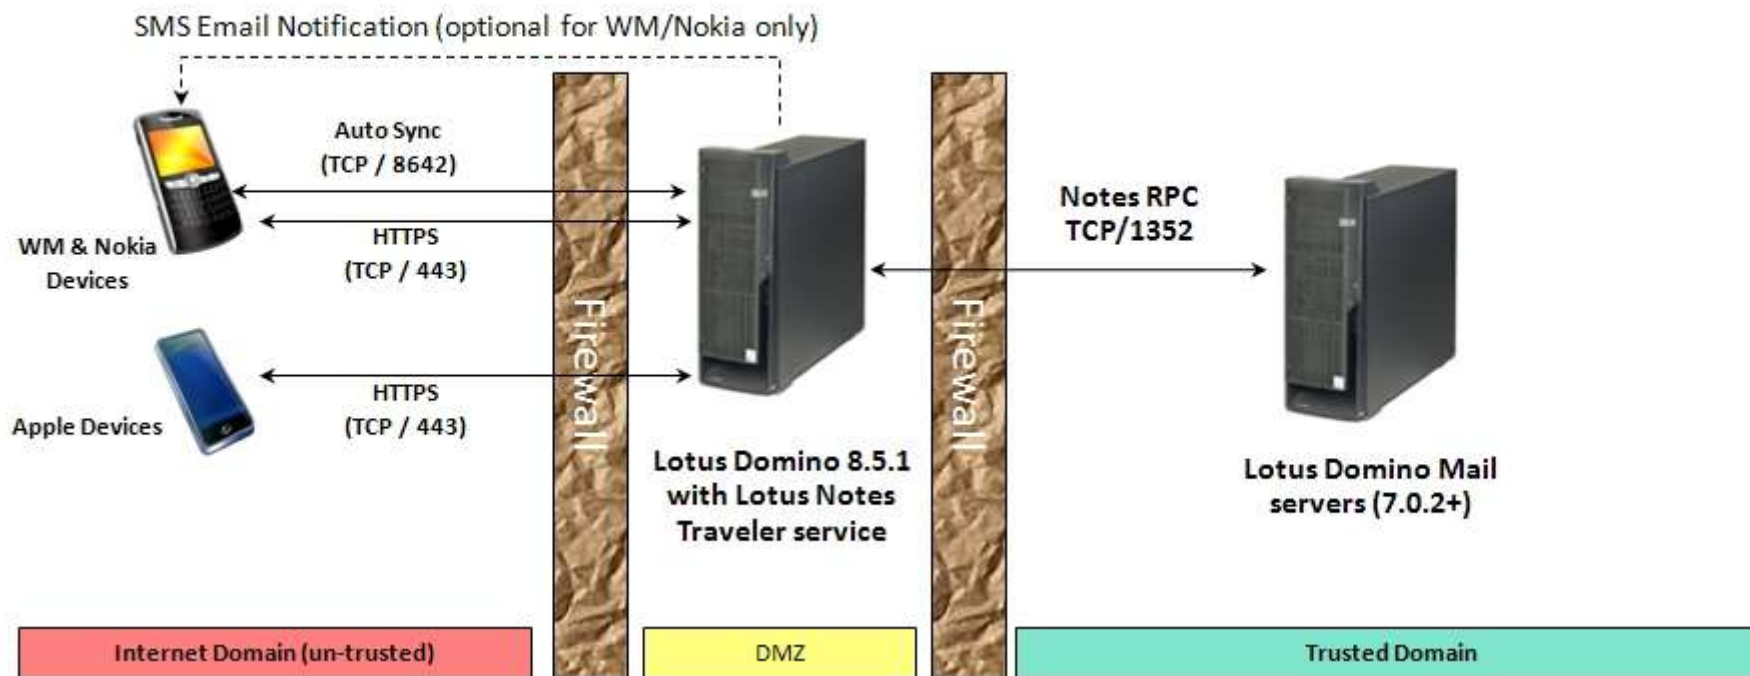 SMS Email Notification (optional for WM/Nokia only)
Auto Sync
(TCP / 8642)
HTTPS
(TCP / 443)
WM & Nokia
Devices
HTTPS
(TCP / 443)
Apple Devices
Firewall
Lotus Domino 8.5.1
with Lotus Notes
Traveler service
Firewall
Notes RPC
TCP/1352
Lotus Domino Mail
servers (7.0.2+)
Internet Domain (un-trusted)
DMZ
Trusted Domain